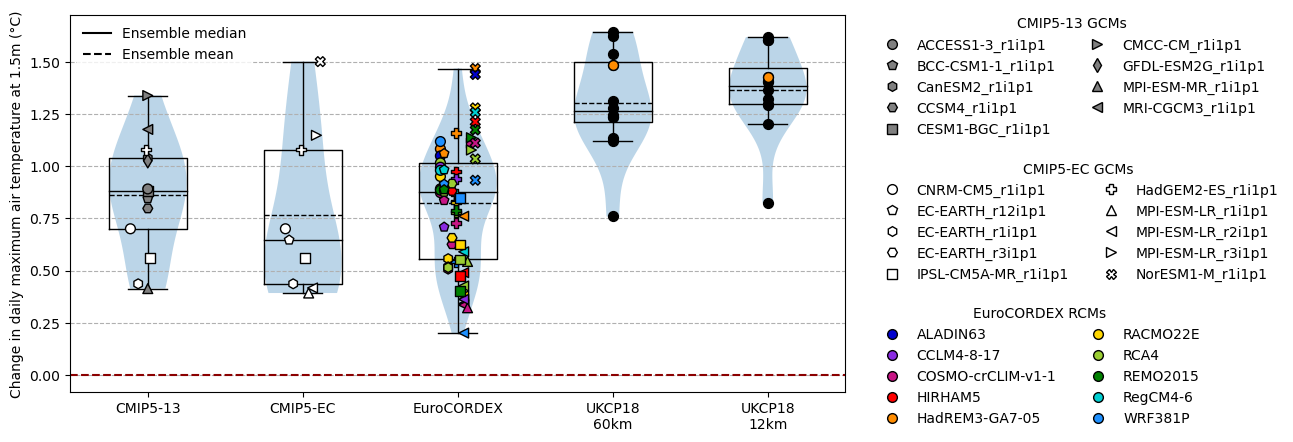 Change in daily maximum air temperature at 1.5m (°C)
1.50
1.25
1.00
0.75
0.50
0.25
0.00
Ensemble median
Ensemble mean
CMIP5-13
CMIP5-EC
EuroCORDEX
UKCP18
60km
UKCP18
12km
CMIP5-13 GCMs
ACCESS1-3_r1i1p1
BCC-CSM1-1_r1i1p1
CanESM2_r1i1p1
CCSM4_r1i1p1
CESM1-BGC_r1i1p1
CMCC-CM_r1i1p1
GFDL-ESM2G_r1i1p1
MPI-ESM-MR_r1i1p1
MRI-CGCM3_r1i1p1
CMIP5-EC GCMs
CNRM-CM5_r1i1p1
EC-EARTH_r12i1p1
EC-EARTH_r1i1p1
EC-EARTH_r3i1p1
IPSL-CM5A-MR_r1i1p1
HadGEM2-ES_r1i1p1
MPI-ESM-LR_r1i1p1
MPI-ESM-LR_r2i1p1
MPI-ESM-LR_r3i1p1
NorESM1-M_r1i1p1
EuroCORDEX RCMs
ALADIN63
CCLM4-8-17
COSMO-crCLIM-v1-1
HIRHAM5
HadREM3-GA7-05
RACMO22E
RCA4
REMO2015
RegCM4-6
WRF381P